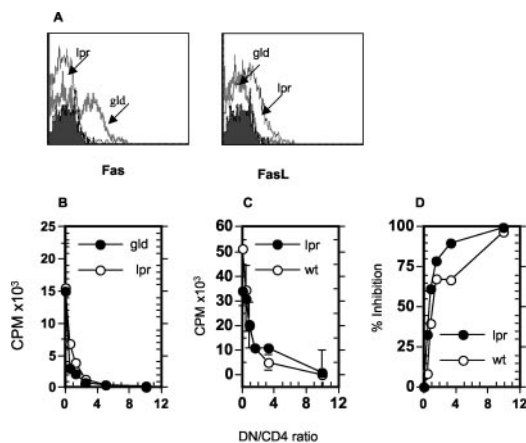 A
lpr
gld
Fas
gld
lpr
FasL
B
CPM x10³
25
20
15
10
5
0
gld
lpr
0 4 8 12
C
CPM x10³
60
50
40
30
20
10
0
lpr
wt
0 4 8 12
DN/CD4 ratio
D
% Inhibition
100
75
50
25
0
lpr
wt
0 4 8 12